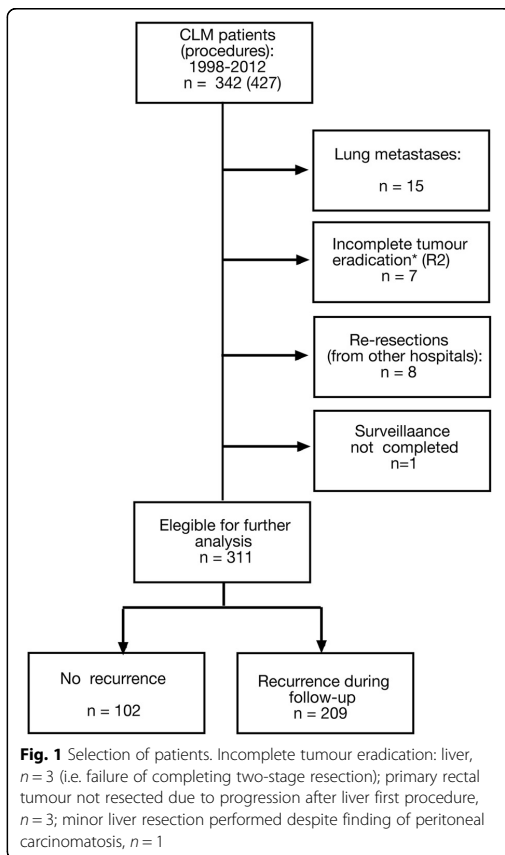 CLM patients
(procedures):
1998-2012
n = 342 (427)
Lung metastases:
n = 15
Incomplete tumour
eradication* (R2)
n = 7
Re-resections
(from other hospitals):
n = 8
Surveillaance
not completed
n=1
Elegible for further
analysis
n = 311
No recurrence
n = 102
Recurrence during
follow-up
n = 209
Fig. 1 Selection of patients. Incomplete tumour eradication: liver,
n = 3 (i.e. failure of completing two-stage resection); primary rectal
tumour not resected due to progression after liver first procedure,
n = 3; minor liver resection performed despite finding of peritoneal
carcinomatosis, n = 1